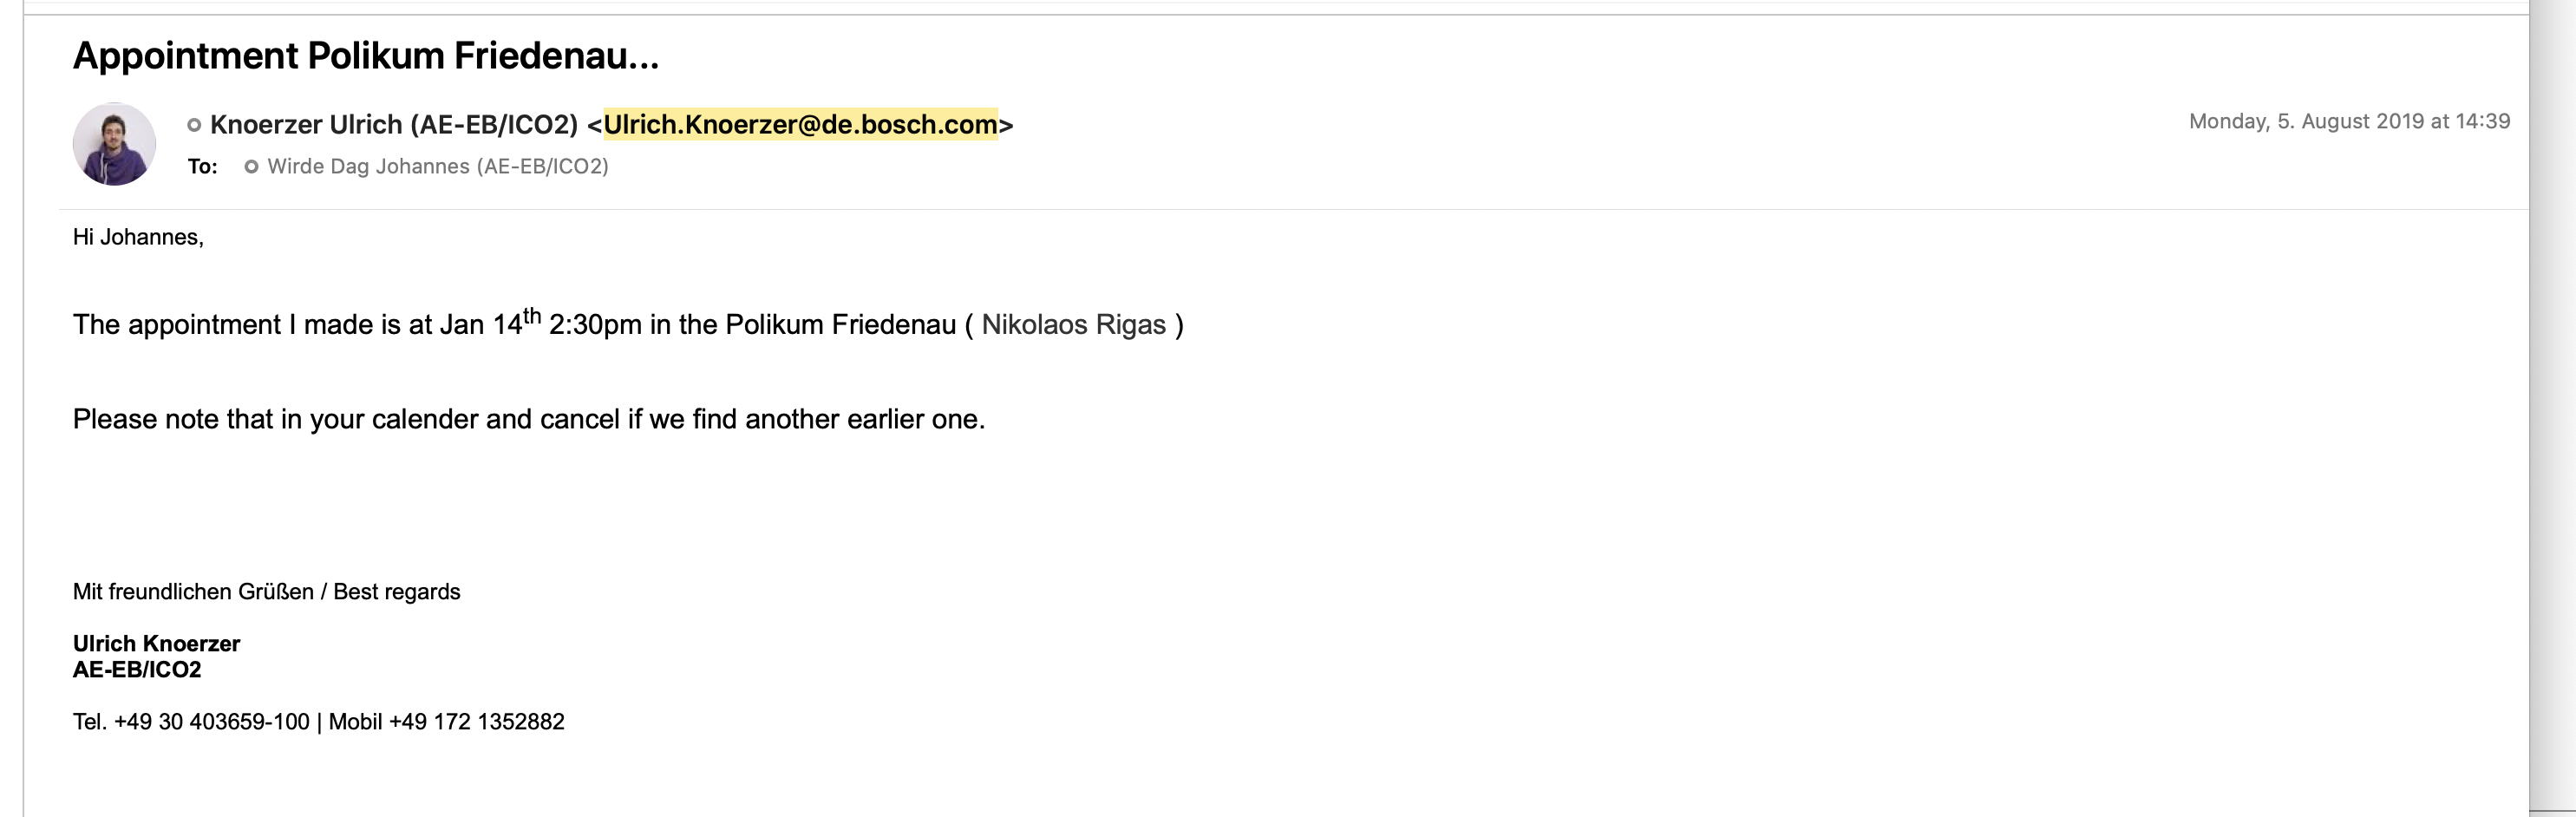 Appointment Polikum Friedenau...
Knoerzer Ulrich (AE-EB/ICO2) <Ulrich.Knoerzer@de.bosch.com>
Monday, 5. August 2019 at 14:39
To: Wirde Dag Johannes (AE-EB/ICO2)
Hi Johannes,
The appointment I made is at Jan 14th 2:30pm in the Polikum Friedenau ( Nikolaos Rigas )
Please note that in your calender and cancel if we find another earlier one.
Mit freundlichen Grüßen / Best regards
Ulrich Knoerzer
AE-EB/ICO2
Tel. +49 30 403659-100 | Mobil +49 172 1352882